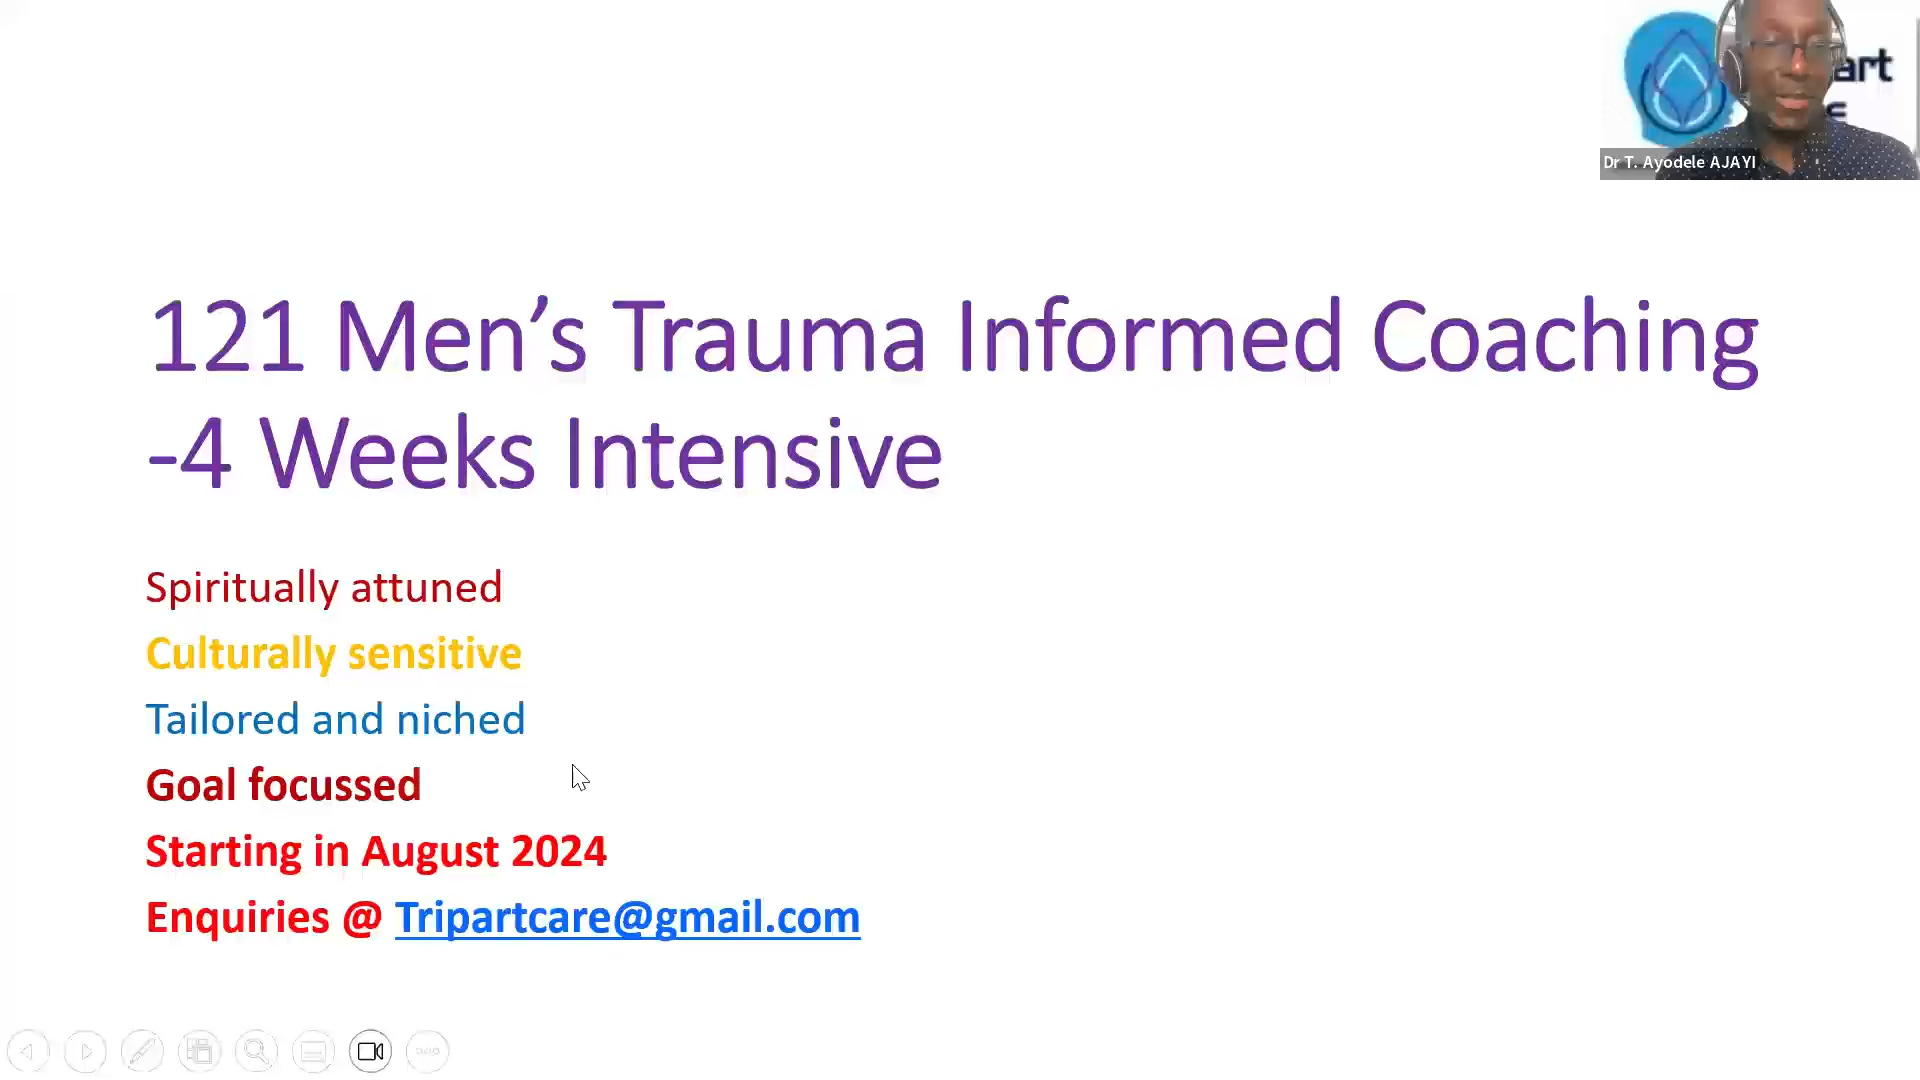 art
Dr T. Ayodele AJAYI
121 Men’s Trauma Informed Coaching
-4 Weeks Intensive
Spiritually attuned
Culturally sensitive
Tailored and niched
Goal focussed
Starting in August 2024
Enquiries @ Tripartcare@gmail.com